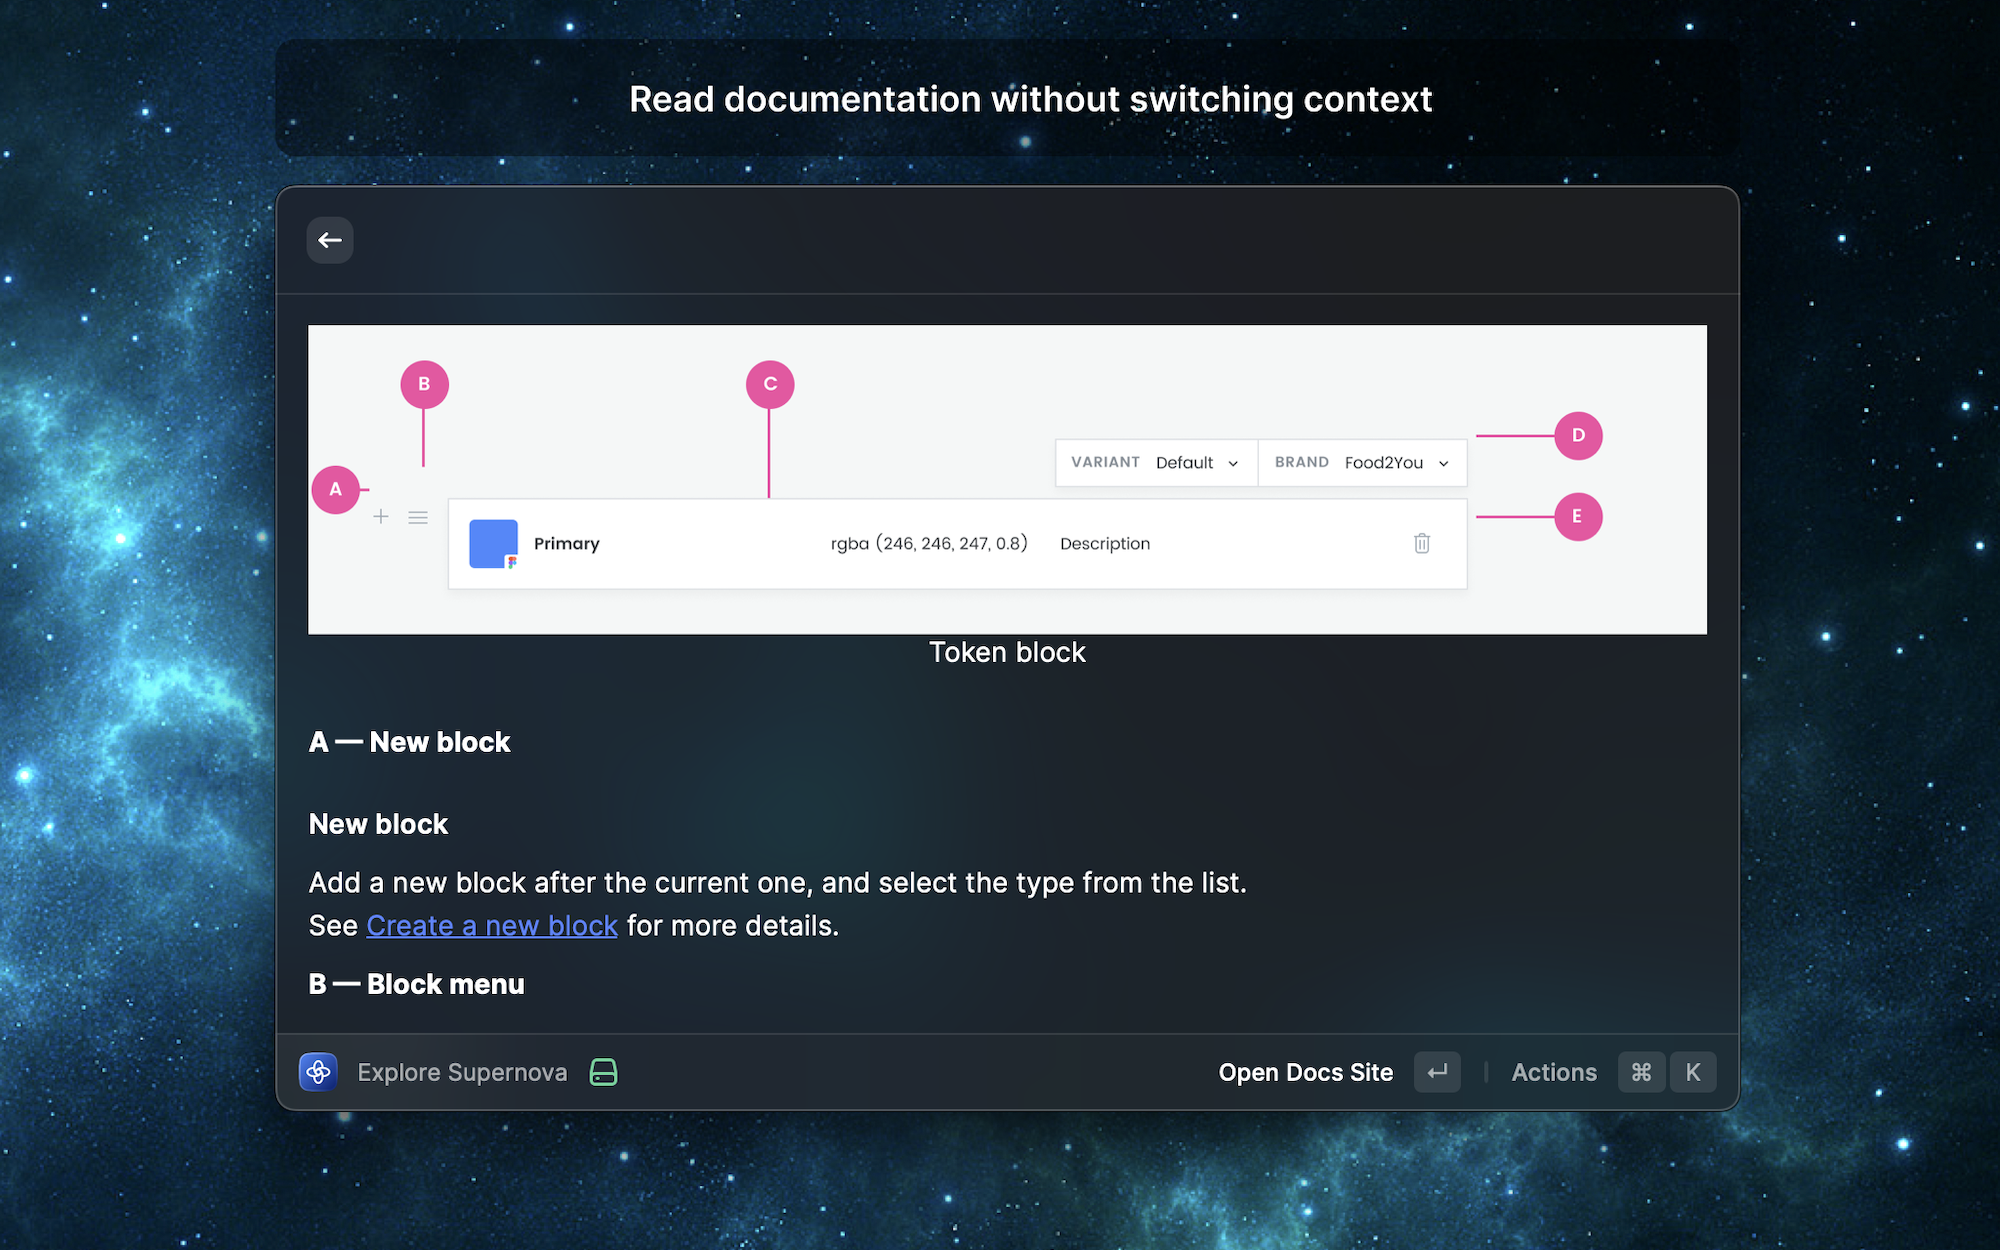 Read documentation without switching context
B
C
D
VARIANT Default BRAND Food2You
A
E
Primary rgba (246, 246, 247, 0.8) Description
Token block
A — New block
New block
Add a new block after the current one, and select the type from the list.
See Create a new block for more details.
B — Block menu
Explore Supernova Open Docs Site ↵ Actions ⌘ K